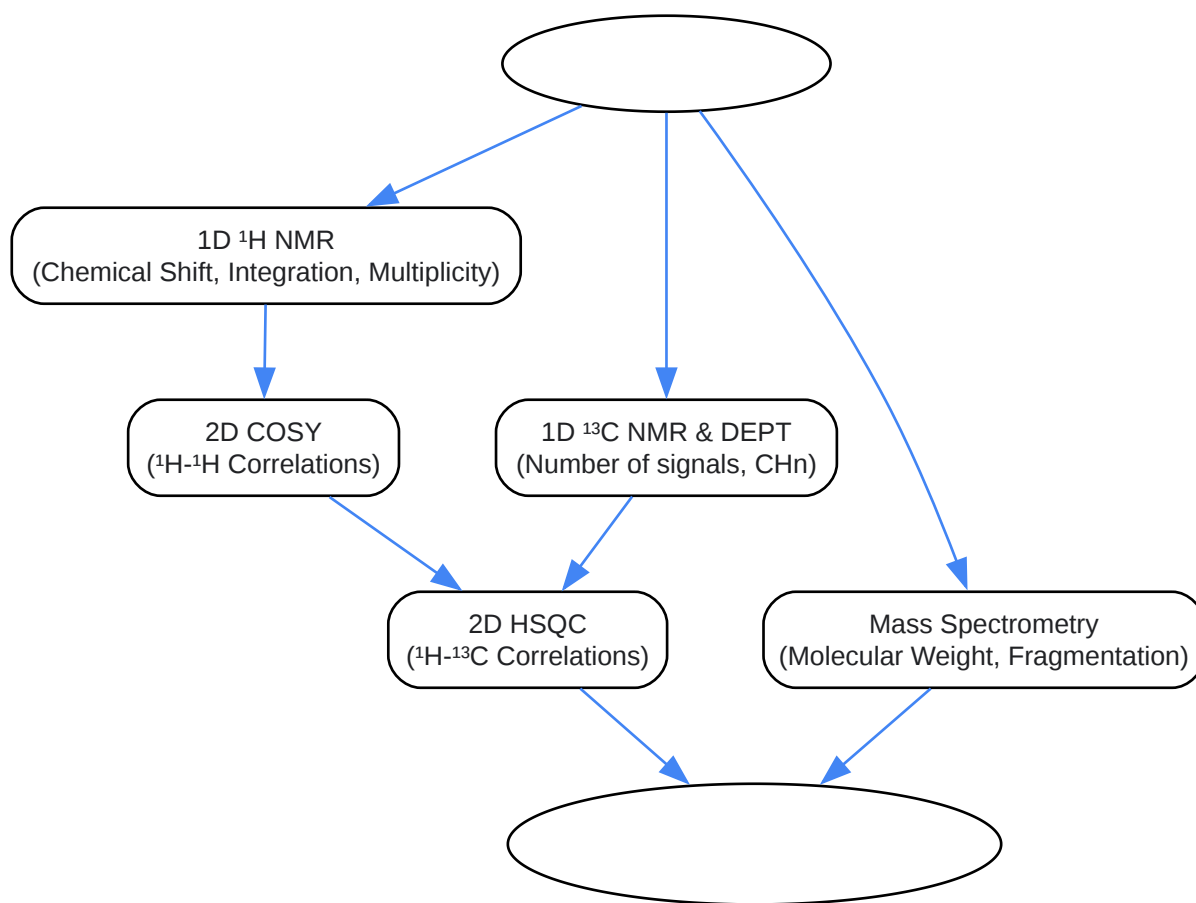 1D ¹H NMR
(Chemical Shift, Integration, Multiplicity)
2D COSY
(¹H-¹H Correlations)
1D ¹³C NMR & DEPT
(Number of signals, CHn)
2D HSQC
(¹H-¹³C Correlations)
Mass Spectrometry
(Molecular Weight, Fragmentation)